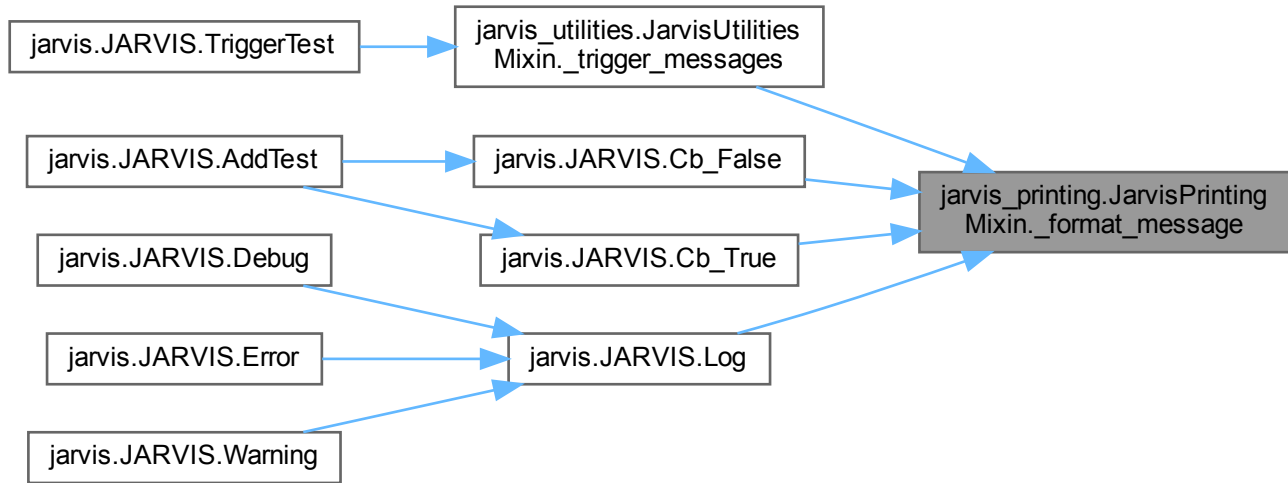 jarvis.JARVIS.TriggerTest
jarvis_utilities.JarvisUtilities
Mixin._trigger_messages
jarvis.JARVIS.AddTest
jarvis.JARVIS.Cb_False
jarvis_printing.JarvisPrinting
Mixin._format_message
jarvis.JARVIS.Debug
jarvis.JARVIS.Cb_True
jarvis.JARVIS.Error
jarvis.JARVIS.Log
jarvis.JARVIS.Warning